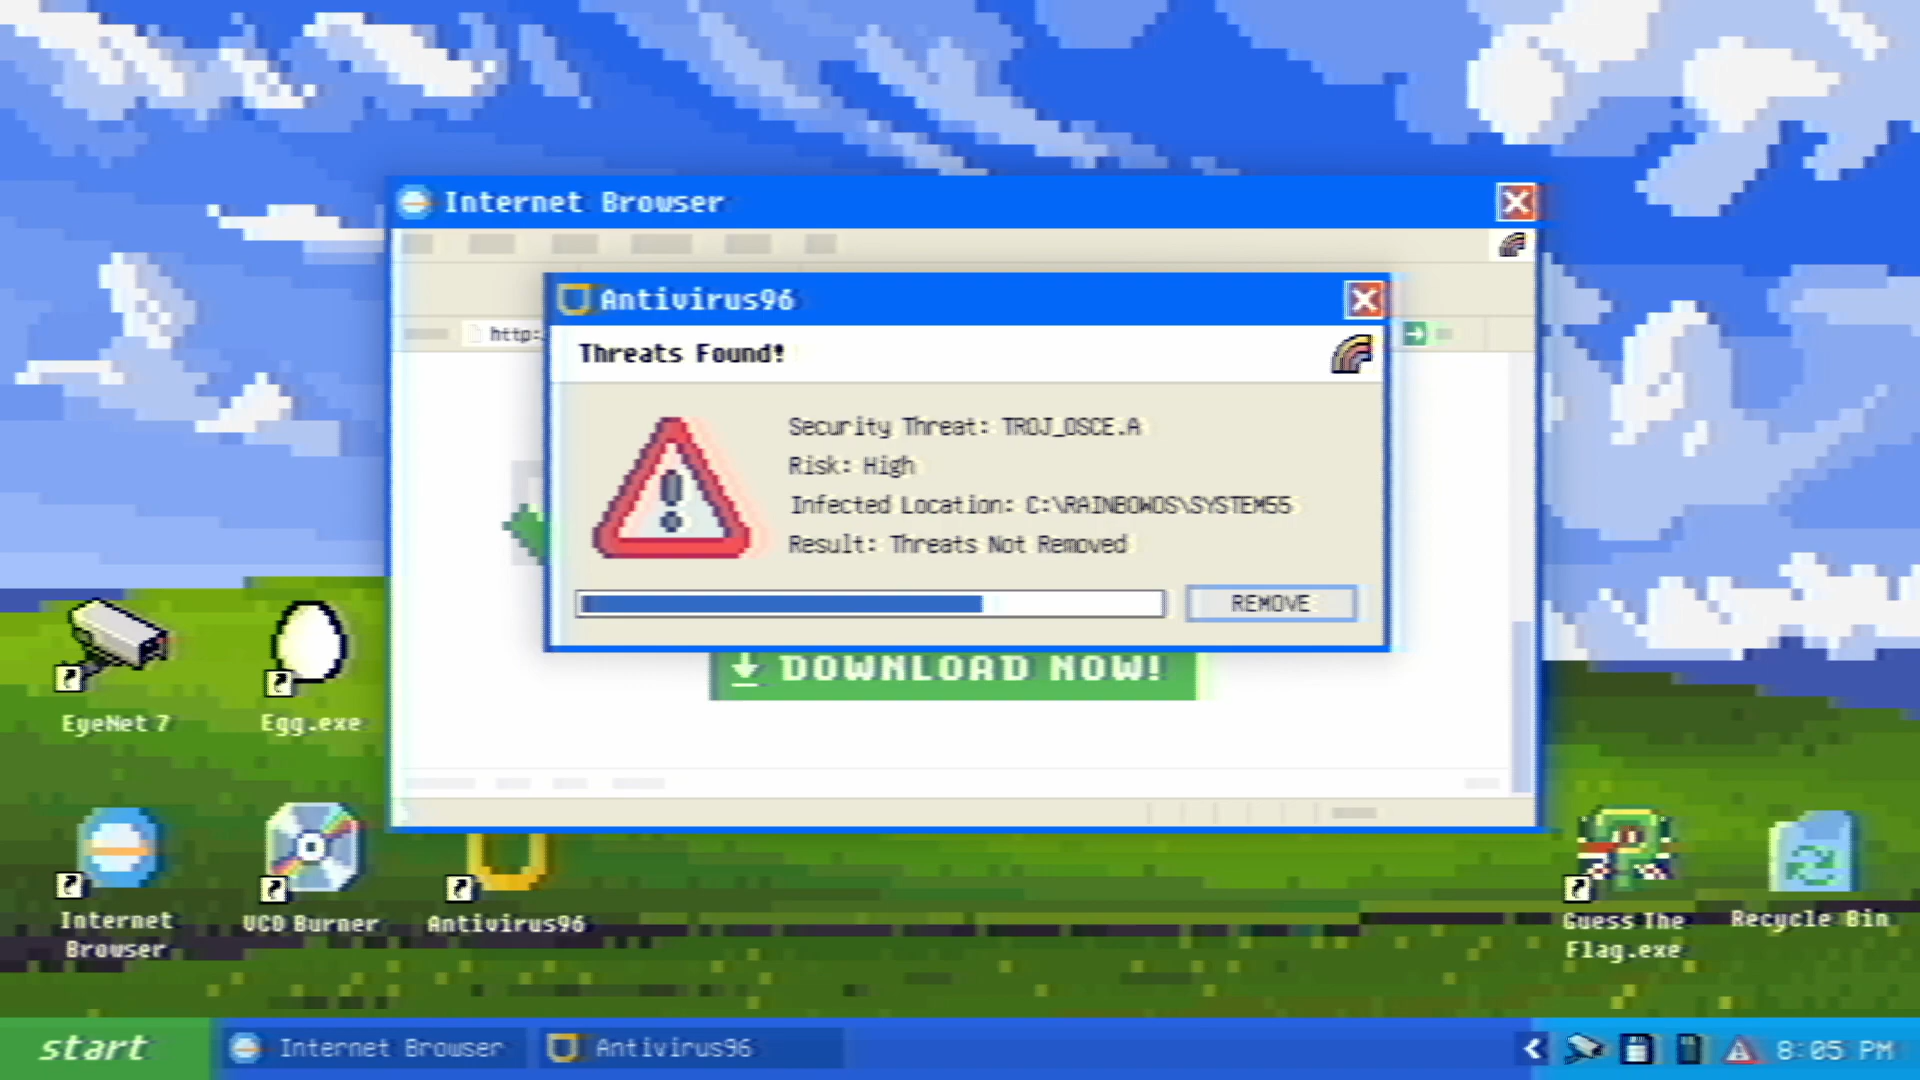 Internet Browser
http:
Antivirus96
Threats Found!
Security Threat: TROJ_OSCE.A
Risk: High
Infected Location: C:\RAINBOWOS\SYSTEM55
Result: Threats Not Removed
REMOVE
DOWNLOAD NOW!
EyeNet 7
Egg.exe
Internet
Browser
VCD Burner
Antivirus96
Guess The
Flag.exe
Recycle Bin
start
Internet Browser
Antivirus96
8:05 PM